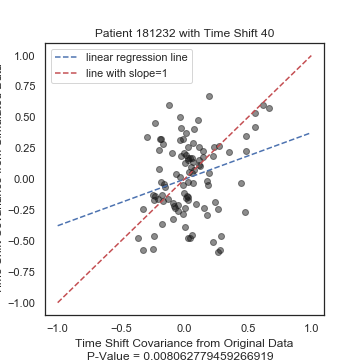 Patient 181232 with Time Shift 40
linear regression line
line with slope=1
1.00
0.75
0.50
0.25
0.00
−0.25
−0.50
−0.75
−1.00
−1.0
−0.5
0.0
0.5
1.0
Time Shift Covariance from Original Data
P-Value = 0.008062779459266919